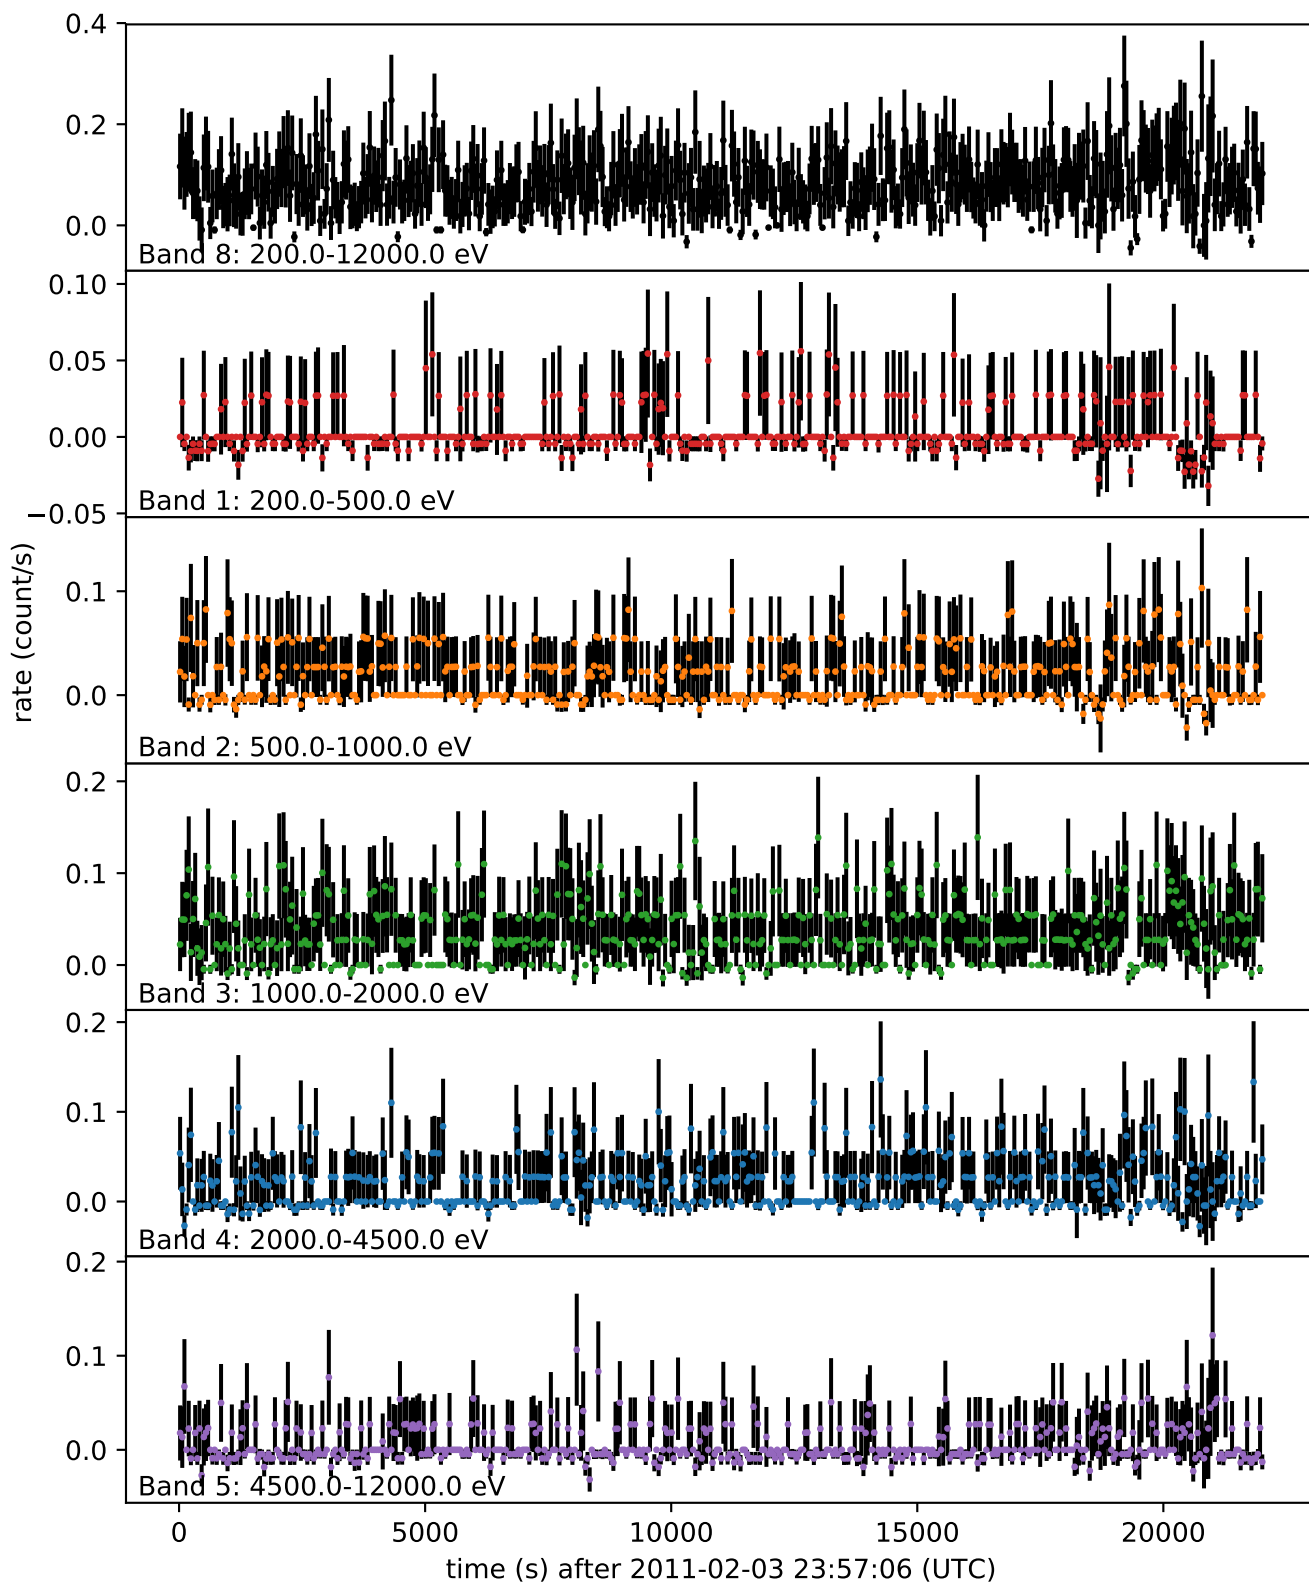 0.4
0.2
0.0
Band 8: 200.0-12000.0 eV
0.10
0.05
0.00
−0.05
Band 1: 200.0-500.0 eV
0.1
0.0
Band 2: 500.0-1000.0 eV
rate (count/s)
0.2
0.1
0.0
Band 3: 1000.0-2000.0 eV
0.2
0.1
0.0
Band 4: 2000.0-4500.0 eV
0.2
0.1
0.0
Band 5: 4500.0-12000.0 eV
0 5000 10000 15000 20000
time (s) after 2011-02-03 23:57:06 (UTC)